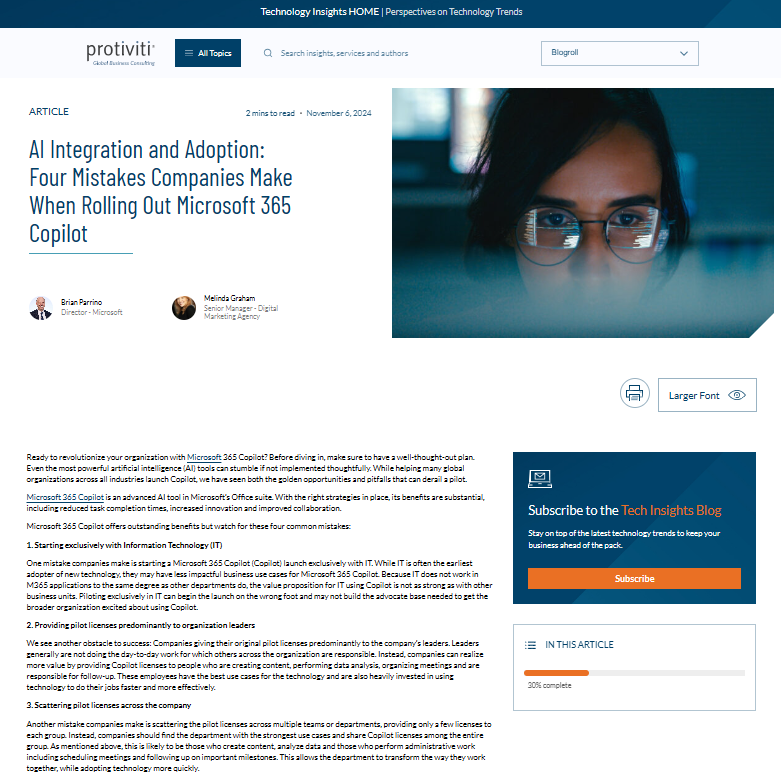 Technology Insights HOME | Perspectives on Technology Trends
protiviti®
Global Business Consulting
All Topics
Search insights, services and authors
Blogroll
ARTICLE
2 mins to read • November 6, 2024
AI Integration and Adoption:
Four Mistakes Companies Make
When Rolling Out Microsoft 365
Copilot
Brian Parrino
Director - Microsoft
Melinda Graham
Senior Manager - Digital
Marketing Agency
Larger Font
Ready to revolutionize your organization with Microsoft 365 Copilot? Before diving in, make sure to have a well-thought-out plan.
Even the most powerful artificial intelligence (AI) tools can stumble if not implemented thoughtfully. While helping many global
organizations across all industries launch Copilot, we have seen both the golden opportunities and pitfalls that can derail a pilot.
Microsoft 365 Copilot is an advanced AI tool in Microsoft's Office suite. With the right strategies in place, its benefits are substantial,
including reduced task completion times, increased innovation and improved collaboration.
Microsoft 365 Copilot offers outstanding benefits but watch for these four common mistakes:
1. Starting exclusively with Information Technology (IT)
One mistake companies make is starting a Microsoft 365 Copilot (Copilot) launch exclusively with IT. While IT is often the earliest
adopter of new technology, they may have less impactful business use cases for Microsoft 365 Copilot. Because IT does not work in
M365 applications to the same degree as other departments do, the value proposition for IT using Copilot is not as strong as with other
business units. Piloting exclusively in IT can begin the launch on the wrong foot and may not build the advocate base needed to get the
broader organization excited about using Copilot.
2. Providing pilot licenses predominantly to organization leaders
We see another obstacle to success: Companies giving their original pilot licenses predominantly to the company's leaders. Leaders
generally are not doing the day-to-day work for which others across the organization are responsible. Instead, companies can realize
more value by providing Copilot licenses to people who are creating content, performing data analysis, organizing meetings and are
responsible for follow-up. These employees have the best use cases for the technology and are also heavily invested in using
technology to do their jobs faster and more effectively.
3. Scattering pilot licenses across the company
Another mistake companies make is scattering the pilot licenses across multiple teams or departments, providing only a few licenses to
each group. Instead, companies should find the department with the strongest use cases and share Copilot licenses among the entire
group. As mentioned above, this is likely to be those who create content, analyze data and those who perform administrative work
including scheduling meetings and following up on important milestones. This allows the department to transform the way they work
together, while adopting technology more quickly.
Subscribe to the Tech Insights Blog
Stay on top of the latest technology trends to keep your
business ahead of the pack.
Subscribe
IN THIS ARTICLE
30% complete